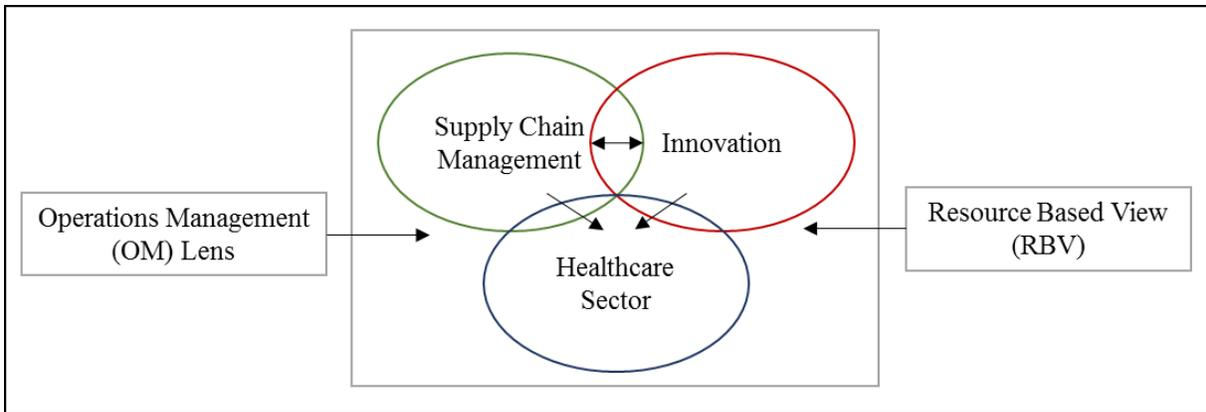 Supply Chain
Management
Innovation
Operations Management
(OM) Lens
Resource Based View
(RBV)
Healthcare
Sector